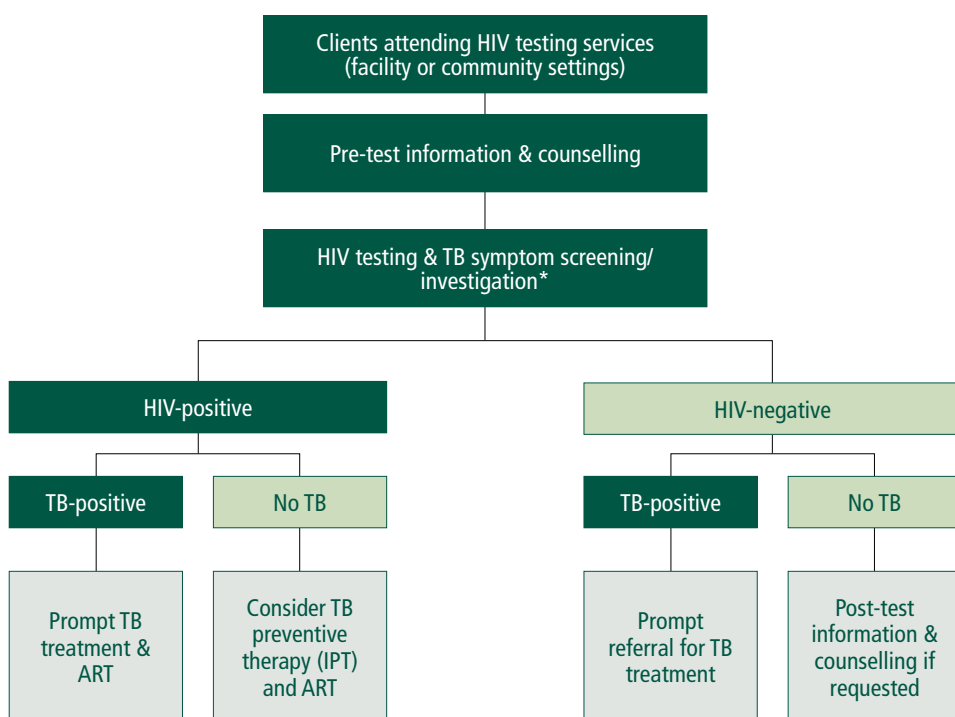 Clients attending HIV testing services
(facility or community settings)
Pre-test information & counselling
HIV testing & TB symptom screening/
investigation*
HIV-positive
HIV-negative
TB-positive
No TB
TB-positive
No TB
Prompt TB
treatment &
ART
Consider TB
preventive
therapy (IPT)
and ART
Prompt
referral for TB
treatment
Post-test
information &
counselling if
requested